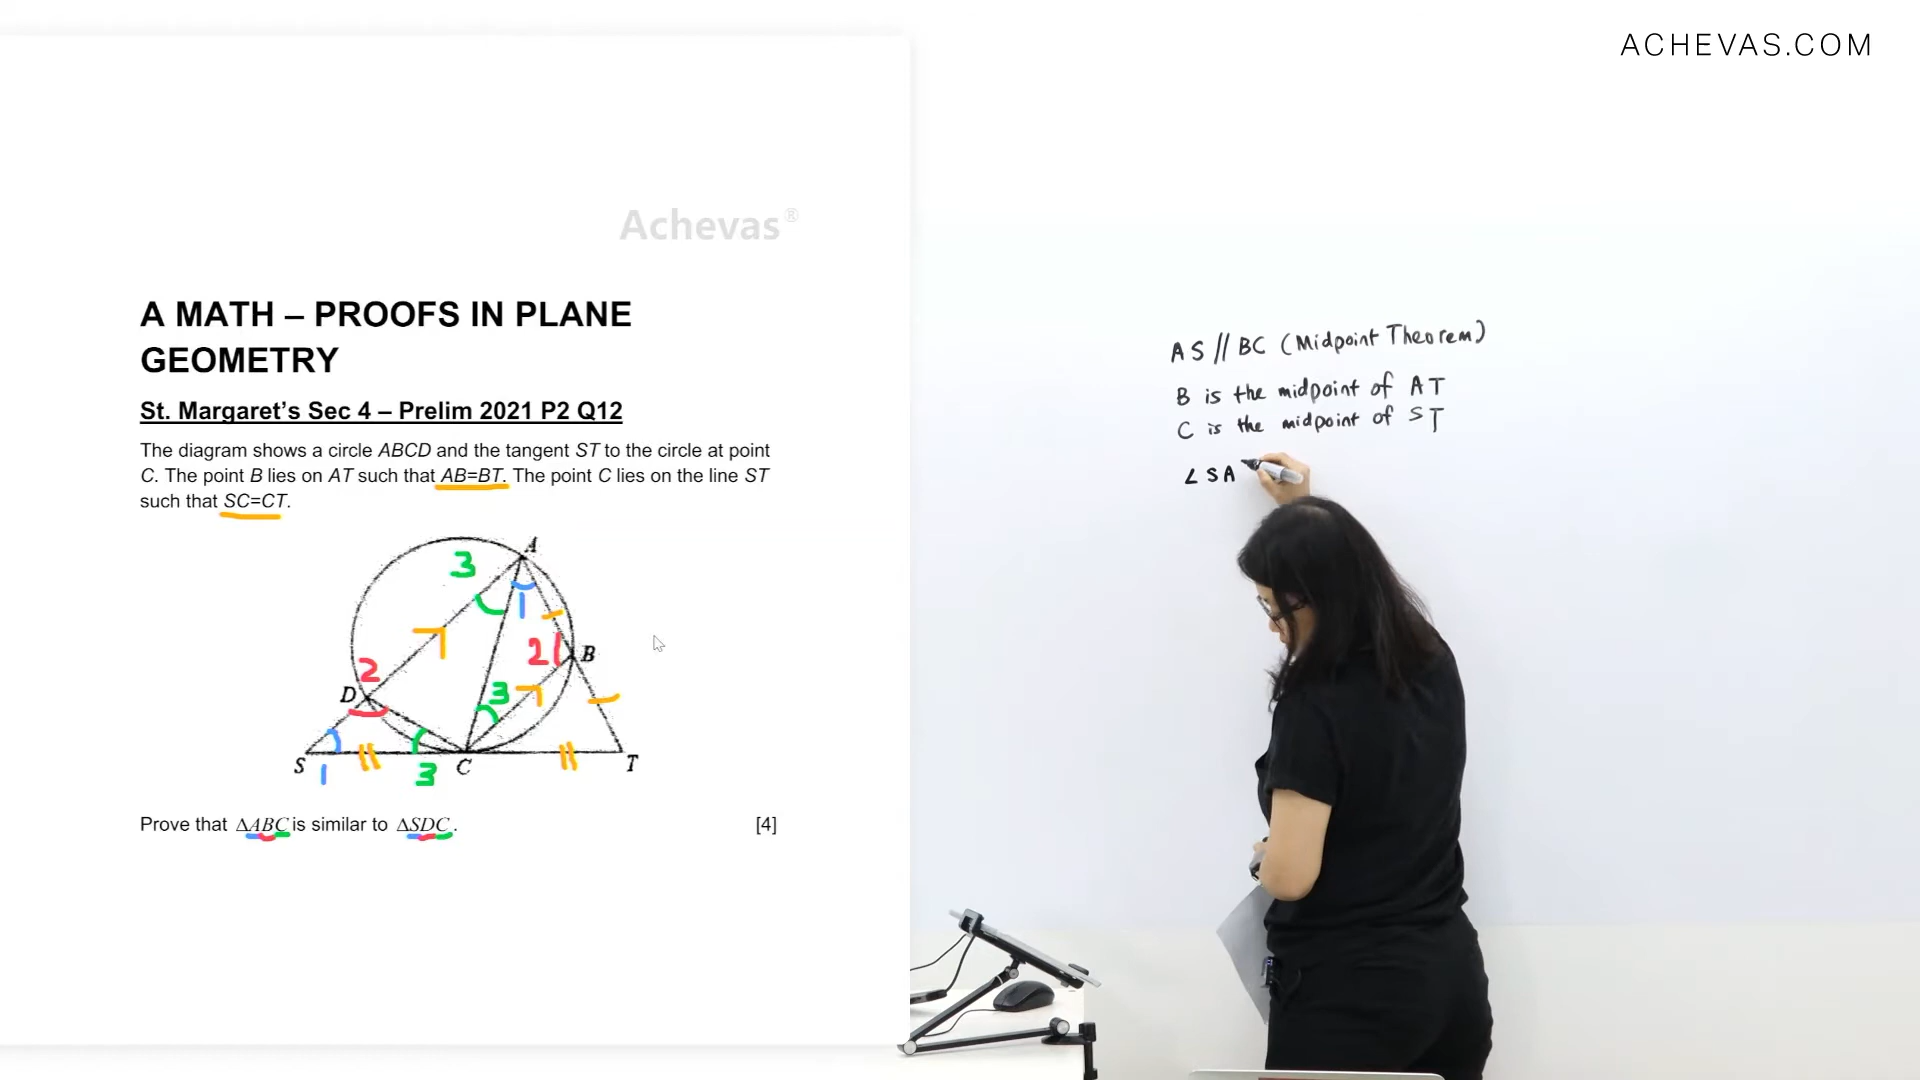 ACHEVAS.COM
Achevas®
A MATH – PROOFS IN PLANE
GEOMETRY
St. Margaret's Sec 4 – Prelim 2021 P2 Q12
The diagram shows a circle ABCD and the tangent ST to the circle at point
C. The point B lies on AT such that AB=BT. The point C lies on the line ST
such that SC=CT.
A
3
1
2
B
2
3
D
S
1
3
C
T
Prove that ΔABC is similar to ΔSDC. [4]
AS // BC (Midpoint Theorem)
B is the midpoint of AT
C is the midpoint of ST
∠SA